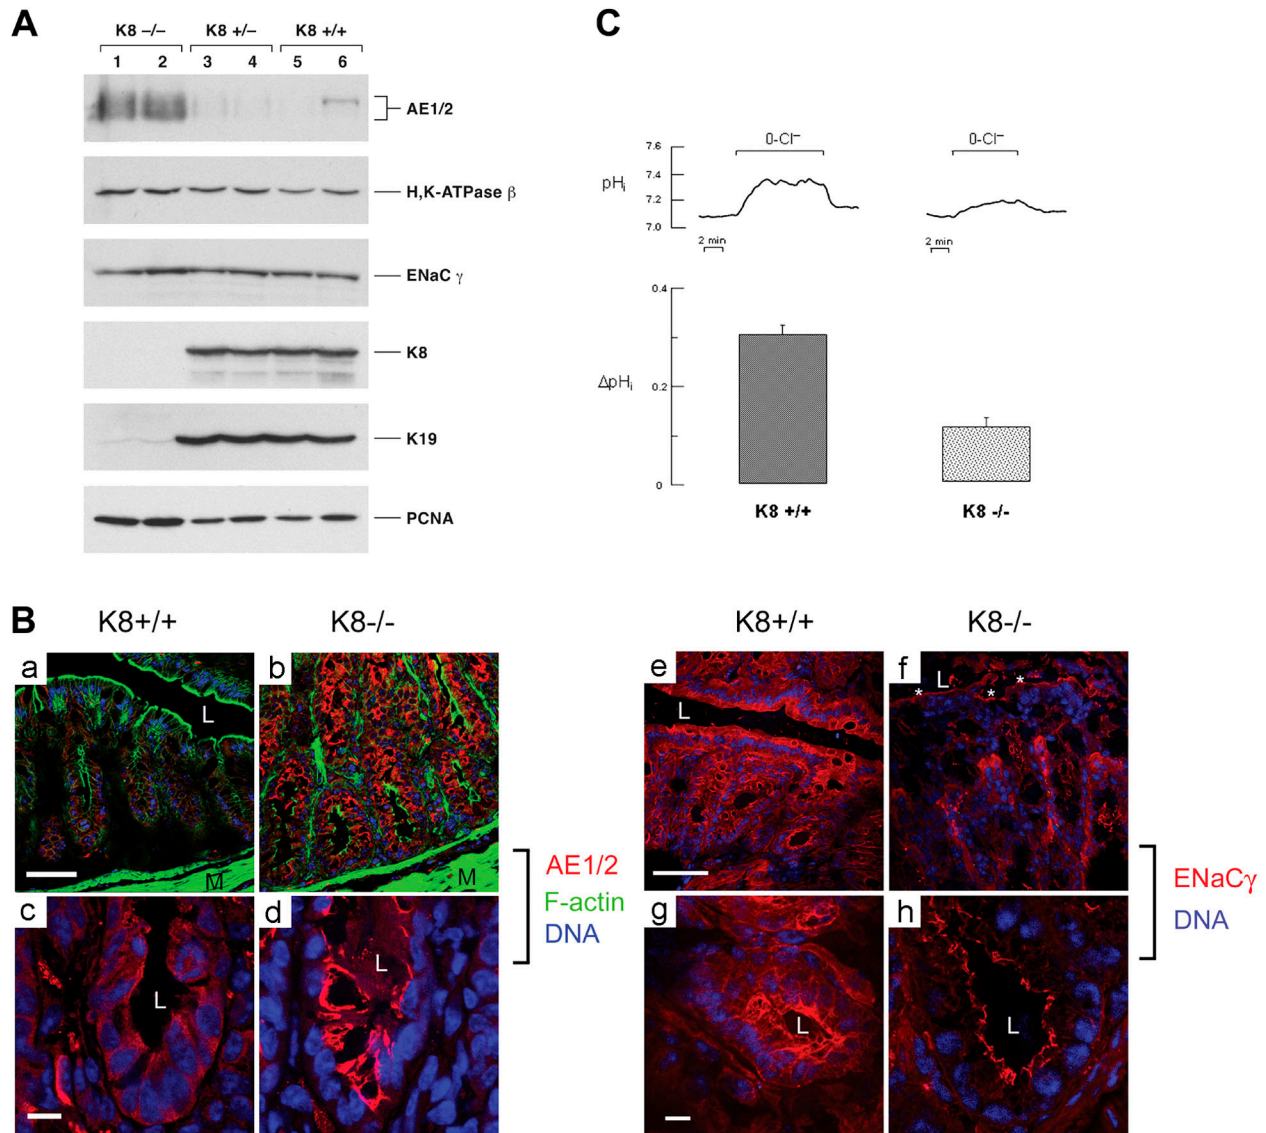 A
K8 –/–
K8 +/–
K8 +/+
1 2 3 4 5 6
AE1/2
H,K-ATPase β
ENaC γ
K8
K19
PCNA
C
0-Cl⁻
0-Cl⁻
7.6
7.4
7.2
7.0
pHᵢ
2 min
2 min
0.4
0.2
0
ΔpHᵢ
K8 +/+
K8 -/-
B
K8+/+
K8-/-
a
L
M
b
M
c
L
d
L
AE1/2
F-actin
DNA
K8+/+
K8-/-
e
L
f
L
* * *
g
L
h
L
ENaCγ
DNA